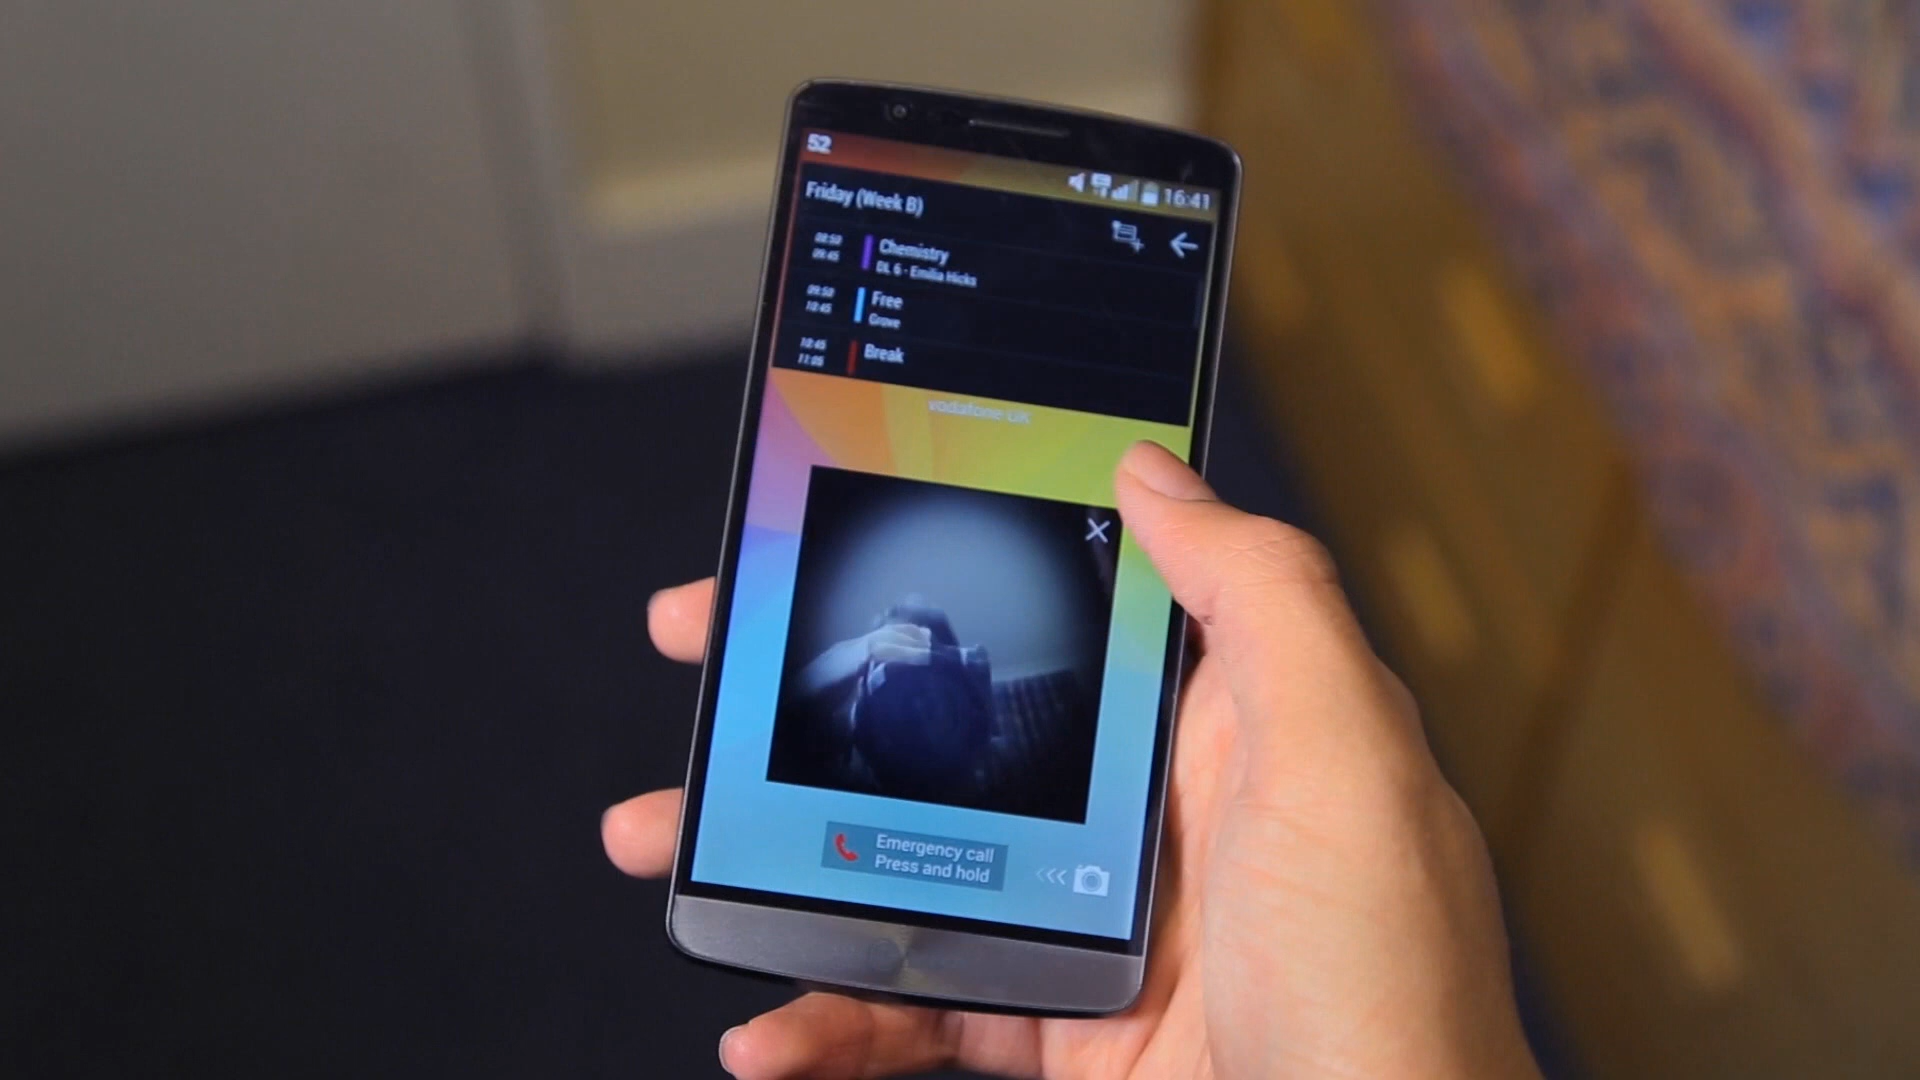 52
16:41
Friday (Week B)
08:50
09:45
Chemistry
DL 6 - Emilia Hicks
09:50
10:45
Free
Grove
10:45
11:05
Break
vodafone UK
Emergency call
Press and hold